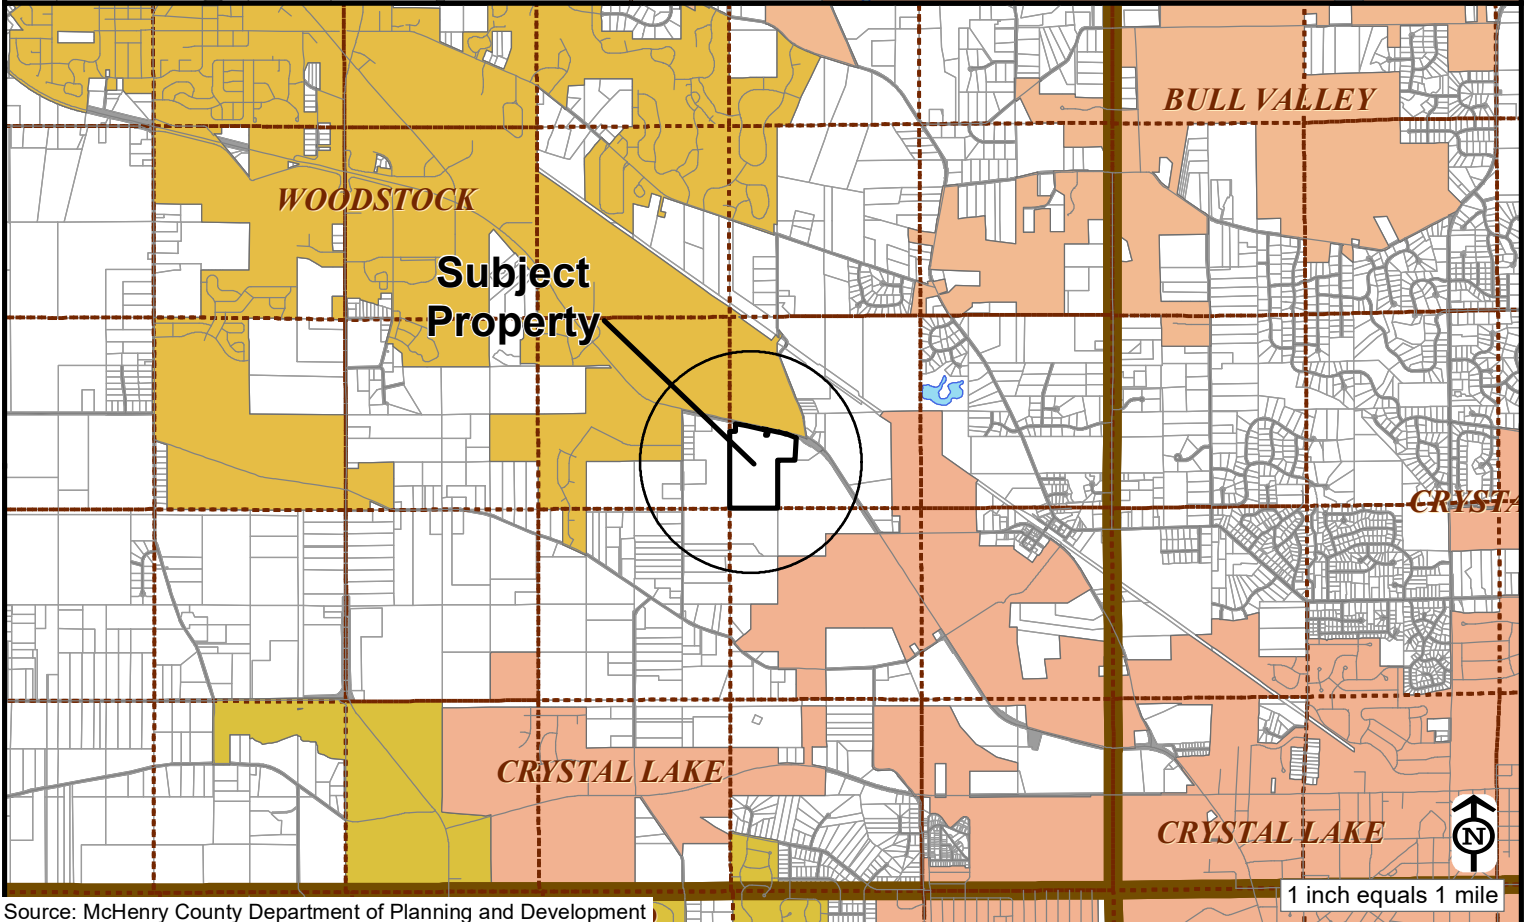 BULL VALLEY
WOODSTOCK
Subject
Property
CRYSTA
CRYSTAL LAKE
CRYSTAL LAKE
N
1 inch equals 1 mile
Source: McHenry County Department of Planning and Development